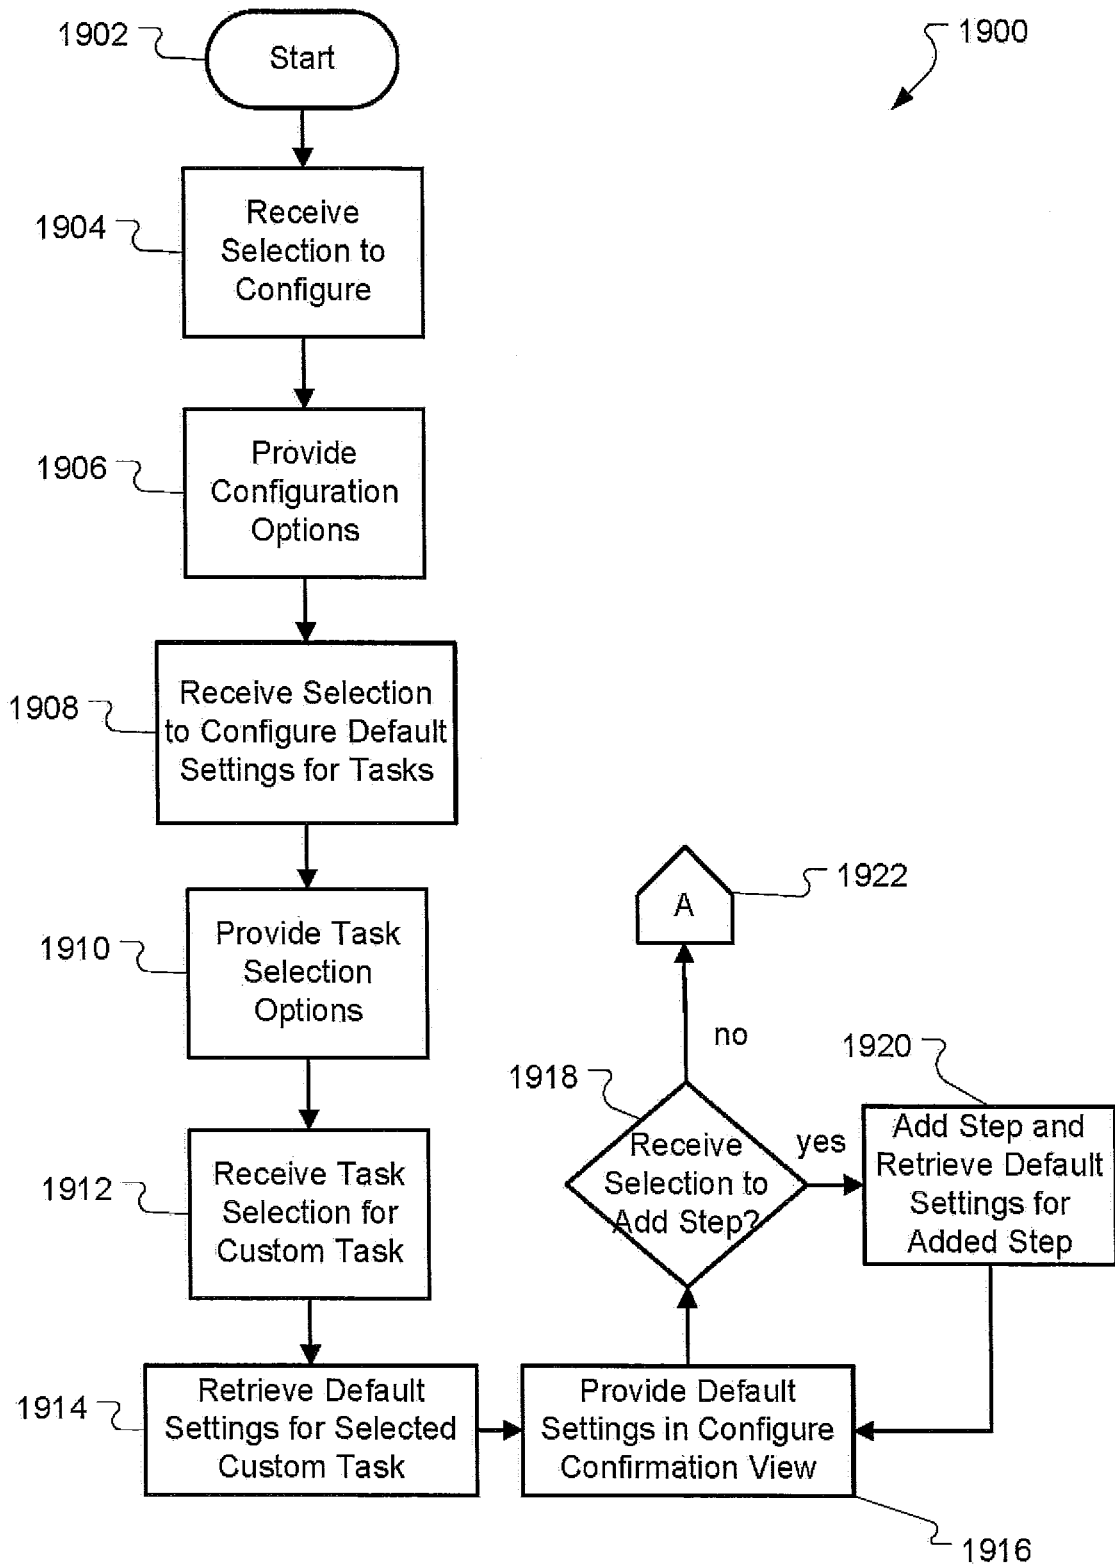 1902
Start
1900
1904
Receive
Selection to
Configure
1906
Provide
Configuration
Options
1908
Receive Selection
to Configure Default
Settings for Tasks
1910
Provide Task
Selection
Options
1922
A
no
1912
Receive Task
Selection for
Custom Task
1918
Receive
Selection to
Add Step?
yes
1920
Add Step and
Retrieve Default
Settings for
Added Step
1914
Retrieve Default
Settings for Selected
Custom Task
Provide Default
Settings in Configure
Confirmation View
1916